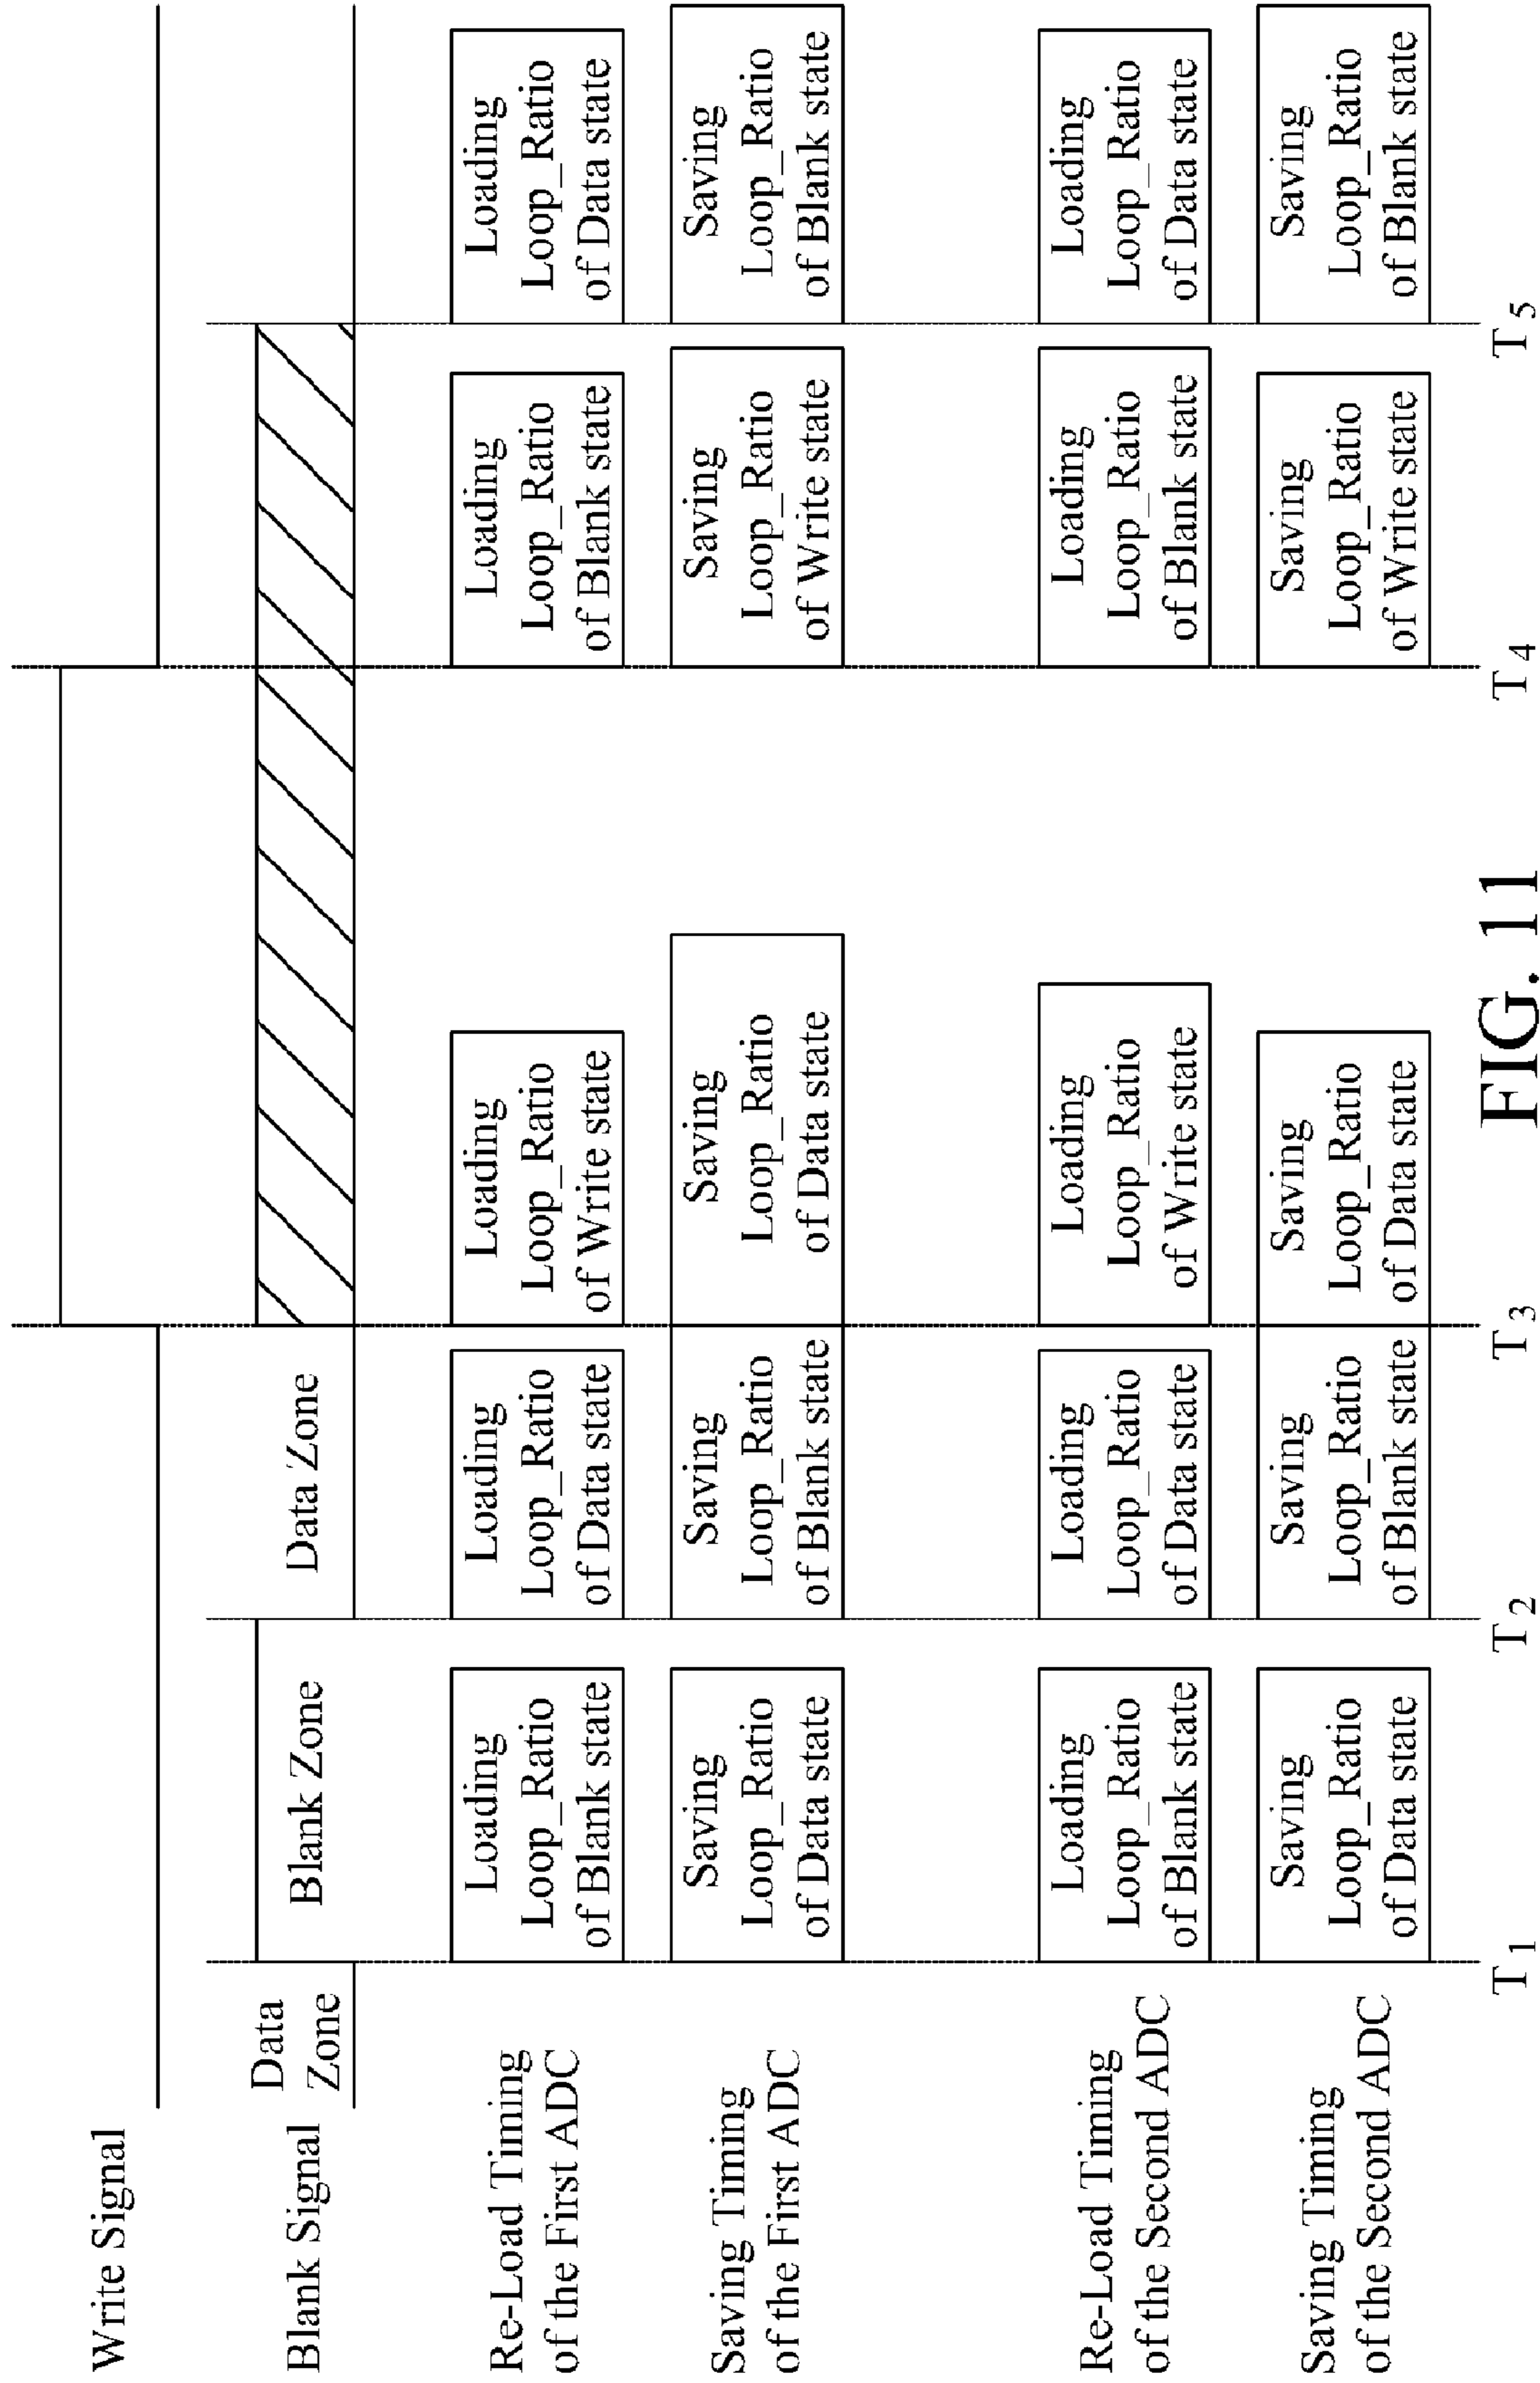 Write Signal
Blank Signal
Data
Zone
Blank Zone
Data Zone
Re-Load Timing
of the First ADC
Loading
Loop_Ratio
of Blank state
Loading
Loop_Ratio
of Data state
Loading
Loop_Ratio
of Write state
Loading
Loop_Ratio
of Blank state
Loading
Loop_Ratio
of Data state
Saving Timing
of the First ADC
Saving
Loop_Ratio
of Data state
Saving
Loop_Ratio
of Blank state
Saving
Loop_Ratio
of Data state
Saving
Loop_Ratio
of Write state
Saving
Loop_Ratio
of Blank state
Re-Load Timing
of the Second ADC
Loading
Loop_Ratio
of Blank state
Loading
Loop_Ratio
of Data state
Loading
Loop_Ratio
of Write state
Loading
Loop_Ratio
of Blank state
Loading
Loop_Ratio
of Data state
Saving Timing
of the Second ADC
Saving
Loop_Ratio
of Data state
Saving
Loop_Ratio
of Blank state
Saving
Loop_Ratio
of Data state
Saving
Loop_Ratio
of Write state
Saving
Loop_Ratio
of Blank state
T1 T2 T3 T4 T5
FIG. 11